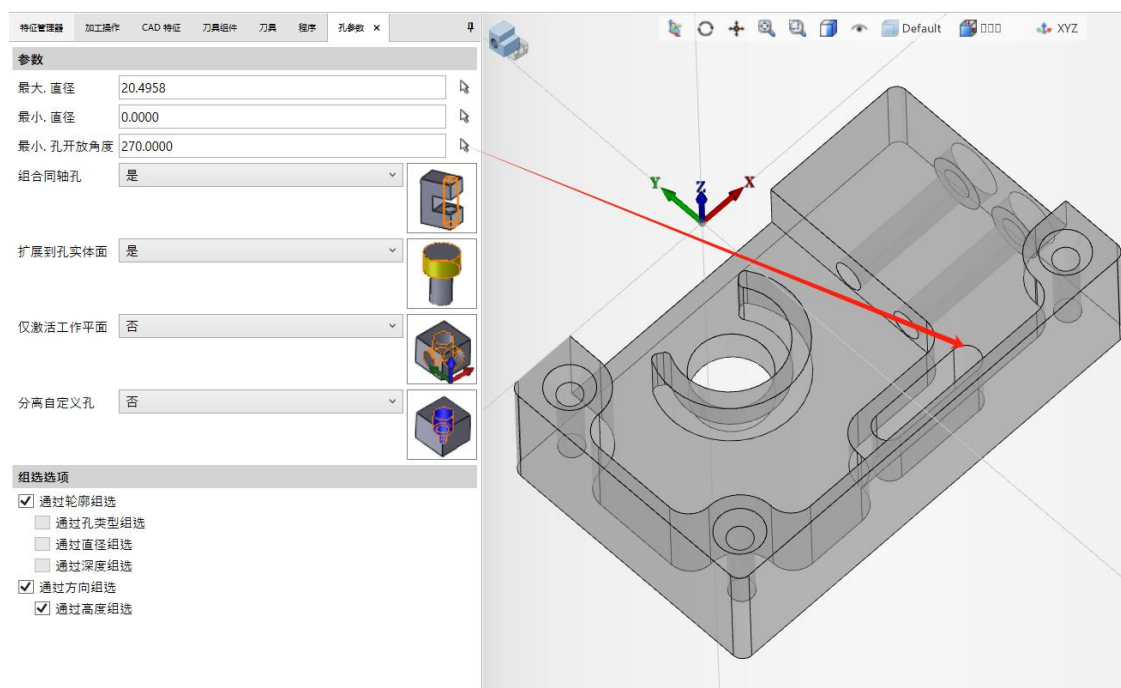 特征管理器 加工操作 CAD 特征 刀具组件 刀具 程序 孔参数 ×
Default XYZ
参数
最大. 直径 20.4958
最小. 直径 0.0000
最小. 孔开放角度 270.0000
组合同轴孔 是
扩展到孔实体面 是
仅激活工作平面 否
分离自定义孔 否
组选选项
通过轮廓组选
通过孔类型组选
通过直径组选
通过深度组选
通过方向组选
通过高度组选
Y Z X